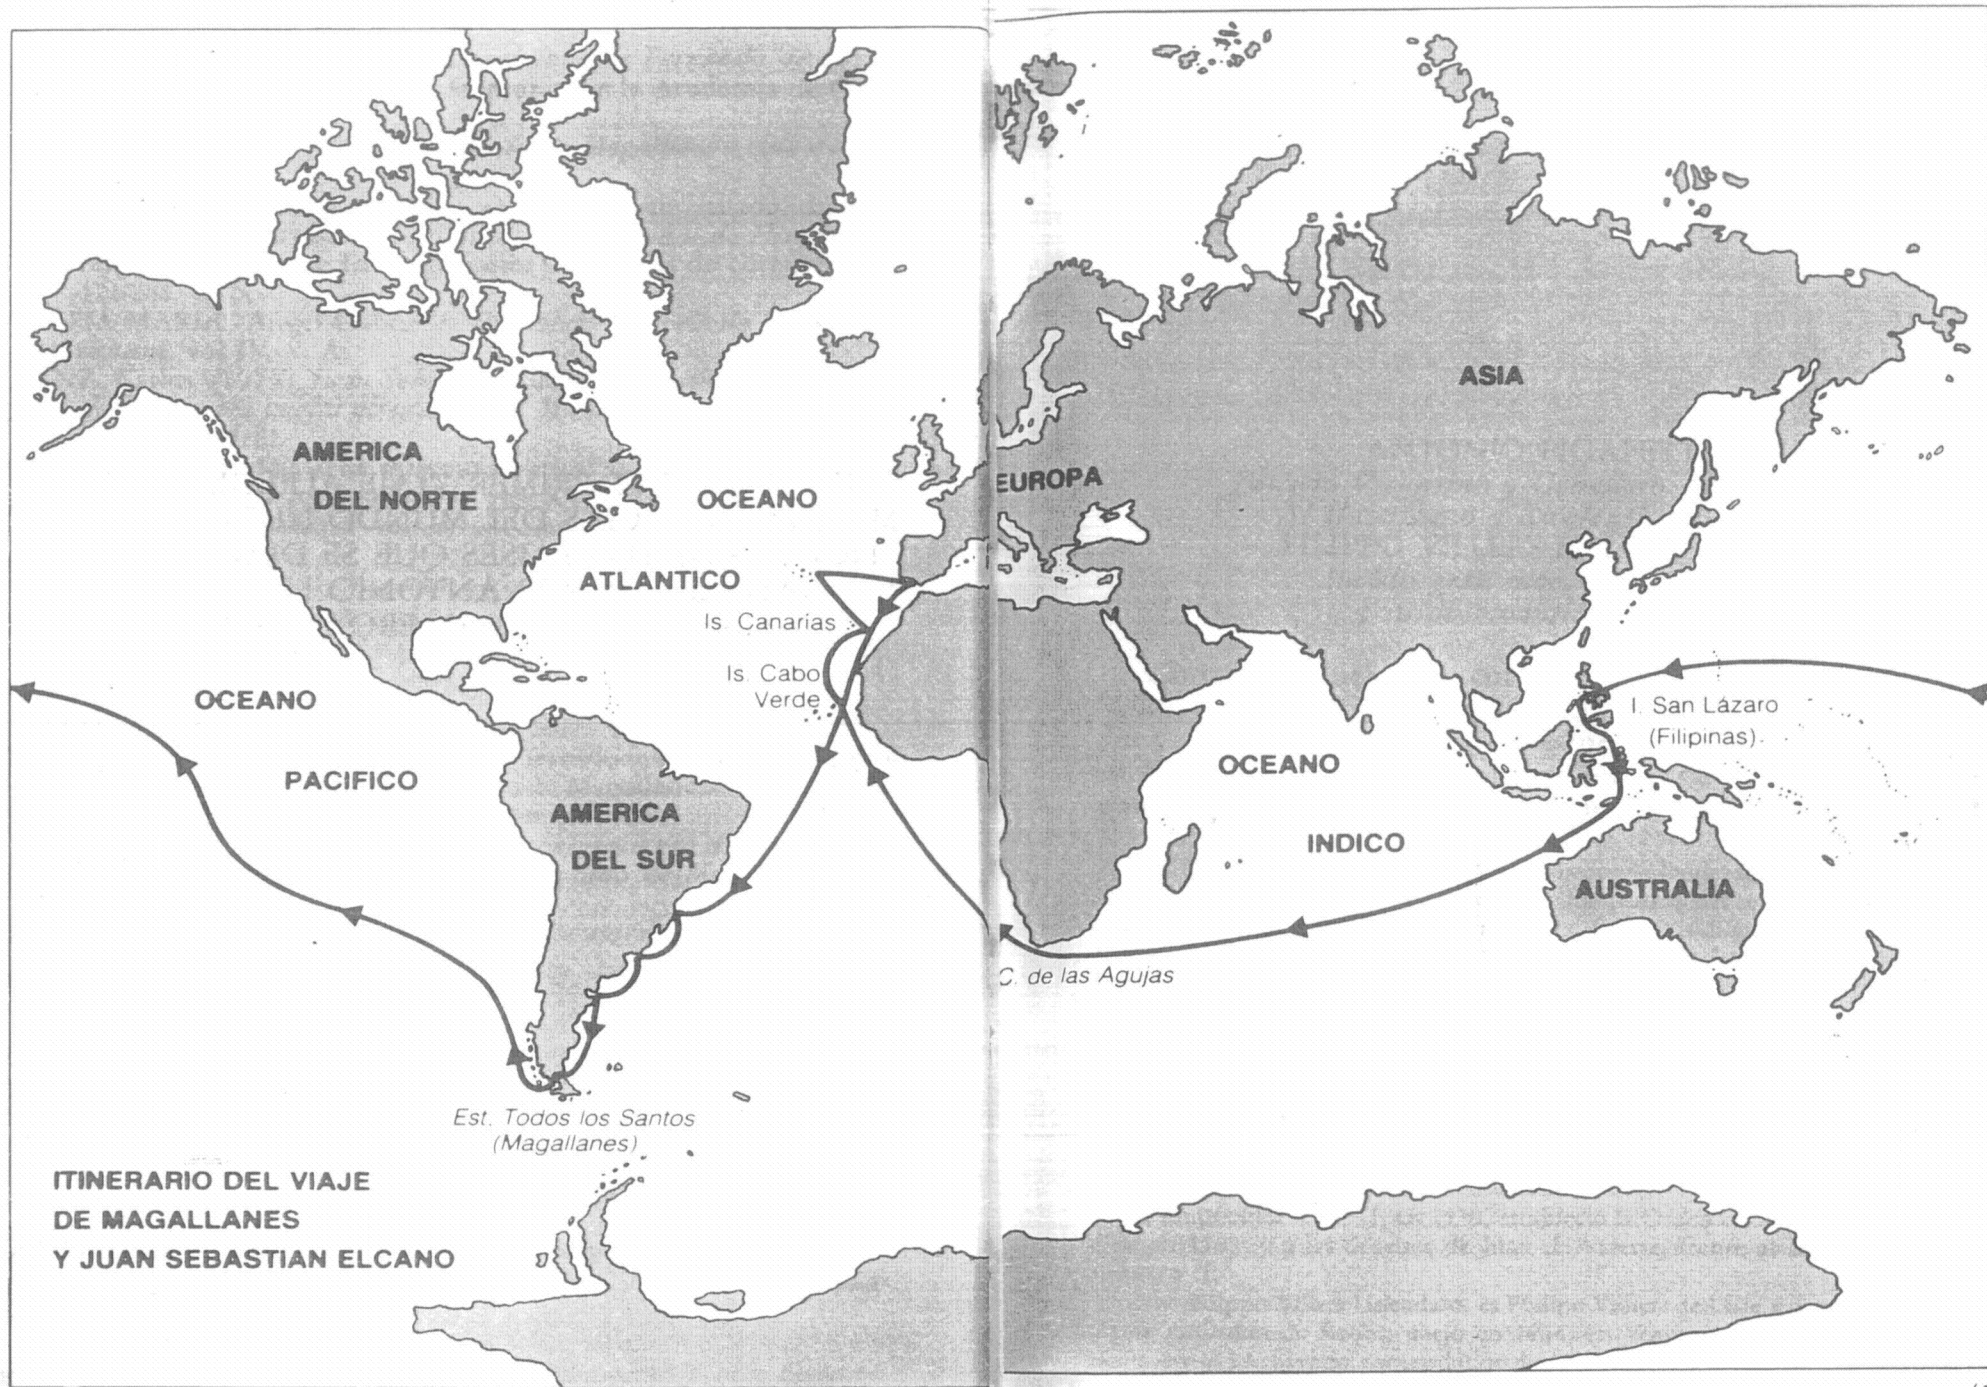 AMERICA
DEL NORTE
OCEANO
ATLANTICO
EUROPA
ASIA
Is. Canarias
Is. Cabo
Verde
OCEANO
PACIFICO
AMERICA
DEL SUR
OCEANO
INDICO
I. San Lázaro
(Filipinas).
AUSTRALIA
C. de las Agujas
Est. Todos los Santos
(Magallanes)
ITINERARIO DEL VIAJE
DE MAGALLANES
Y JUAN SEBASTIAN ELCANO